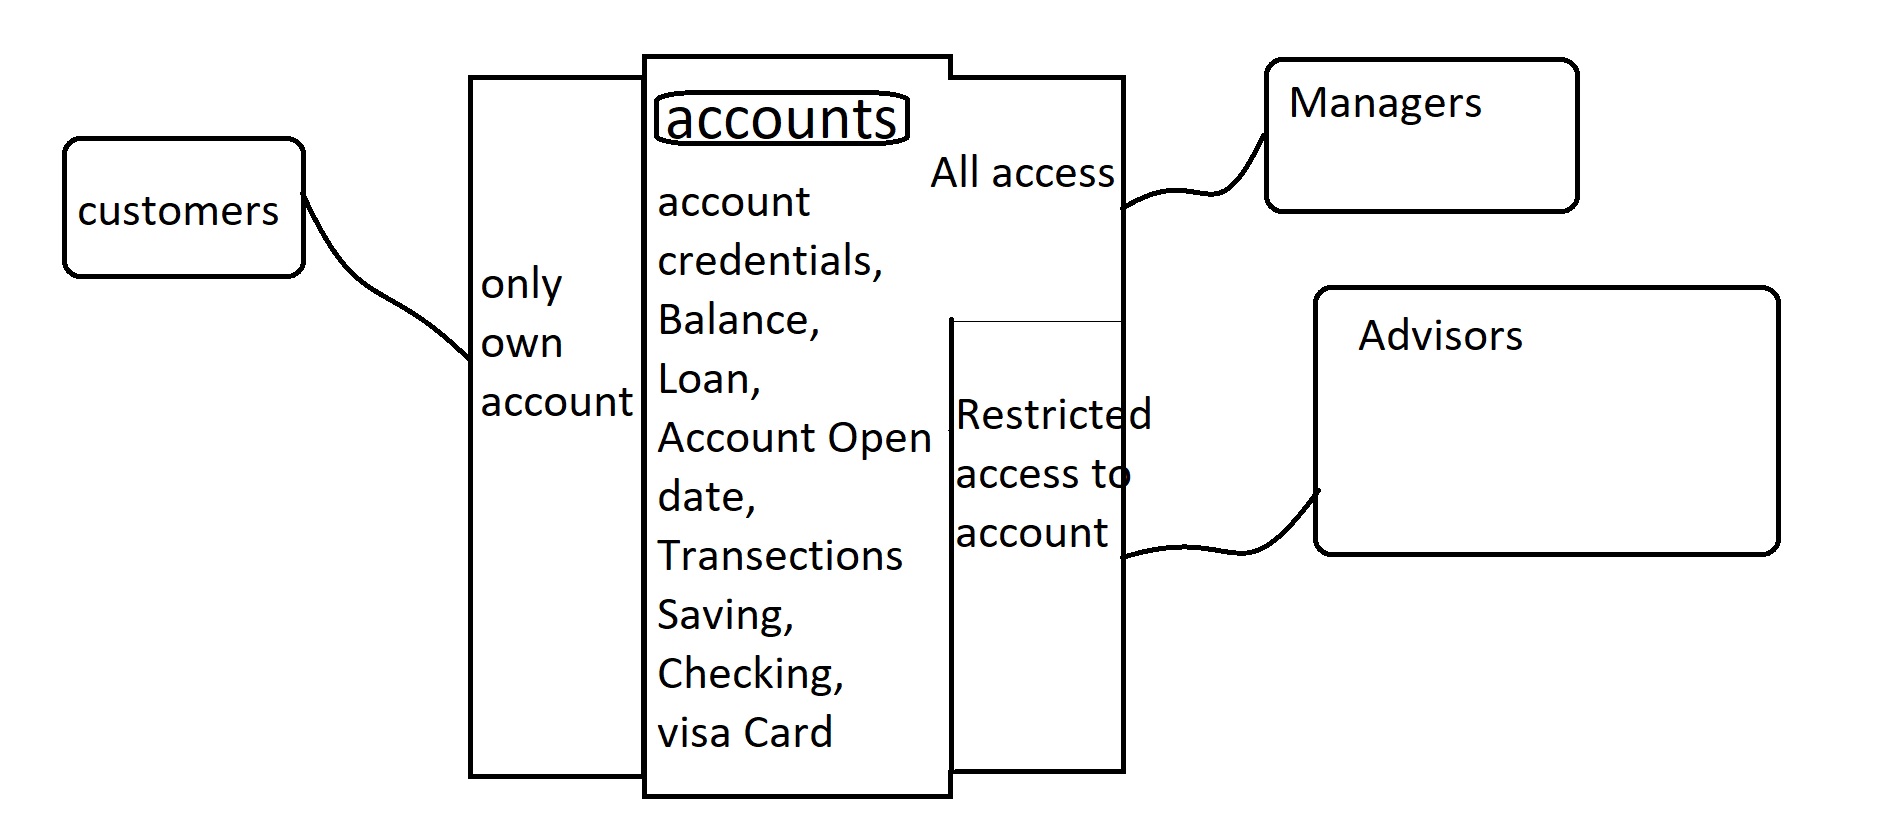 customers
only
own
account
accounts
account
credentials,
Balance,
Loan,
Account Open
date,
Transections
Saving,
Checking,
visa Card
All access
Restricted
access to
account
Managers
Advisors